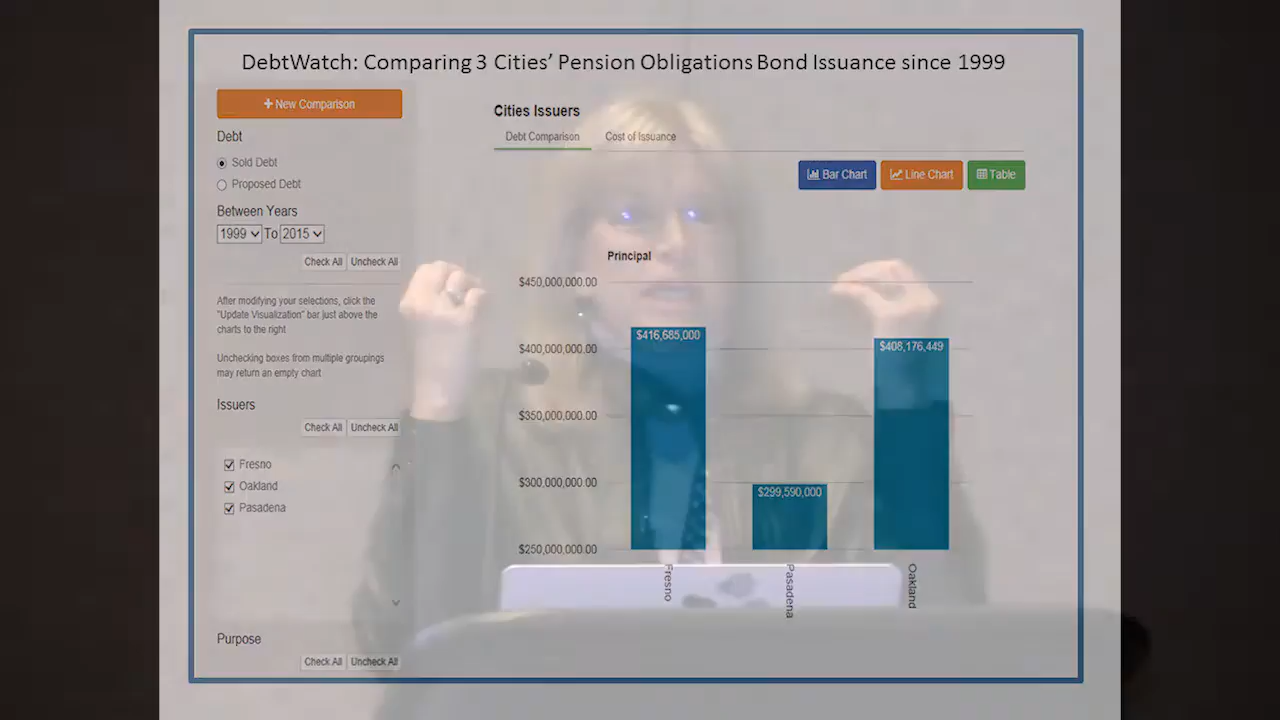 DebtWatch: Comparing 3 Cities’ Pension Obligations Bond Issuance since 1999
+ New Comparison
Debt
Sold Debt
Proposed Debt
Between Years
1999 To 2015
Check All Uncheck All
After modifying your selections, click the
"Update Visualization" bar just above the
charts to the right
Unchecking boxes from multiple groupings
may return an empty chart
Issuers
Check All Uncheck All
Fresno
Oakland
Pasadena
Purpose
Check All Uncheck All
Cities Issuers
Debt Comparison Cost of Issuance
Bar Chart Line Chart Table
Principal
$450,000,000.00
$400,000,000.00
$350,000,000.00
$300,000,000.00
$250,000,000.00
$416,685,000
$299,590,000
$408,176,449
Fresno
Pasadena
Oakland